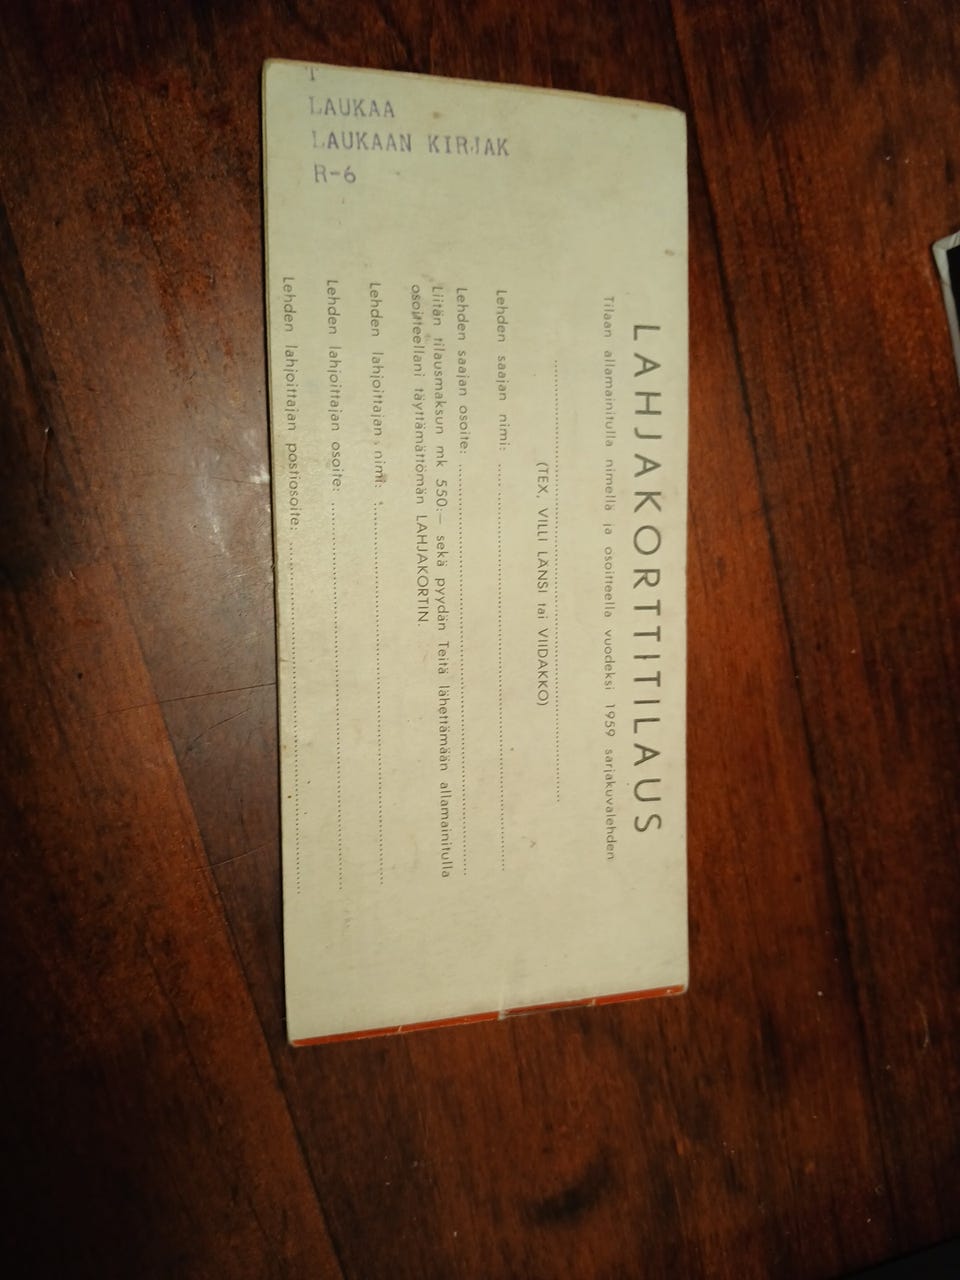 T
LAUKAA
LAUKAAN KIRJAK
R-6
LAHJAKORTTITILAUS
Tilaan allamainitulla nimellä ja osoitteella vuodeksi 1959 sarjakuvalehden
(TEX, VILLI LÄNSI tai VIIDAKKO)
Lehden saajan nimi:
Lehden saajan osoite:
Liitän tilausmaksun mk 550:— sekä pyydän Teitä lähettämään allamainitulla
osoitteellani täyttämättömän LAHJAKORTIN.
Lehden lahjoittajan nimi:
Lehden lahjoittajan osoite:
Lehden lahjoittajan postiosoite: